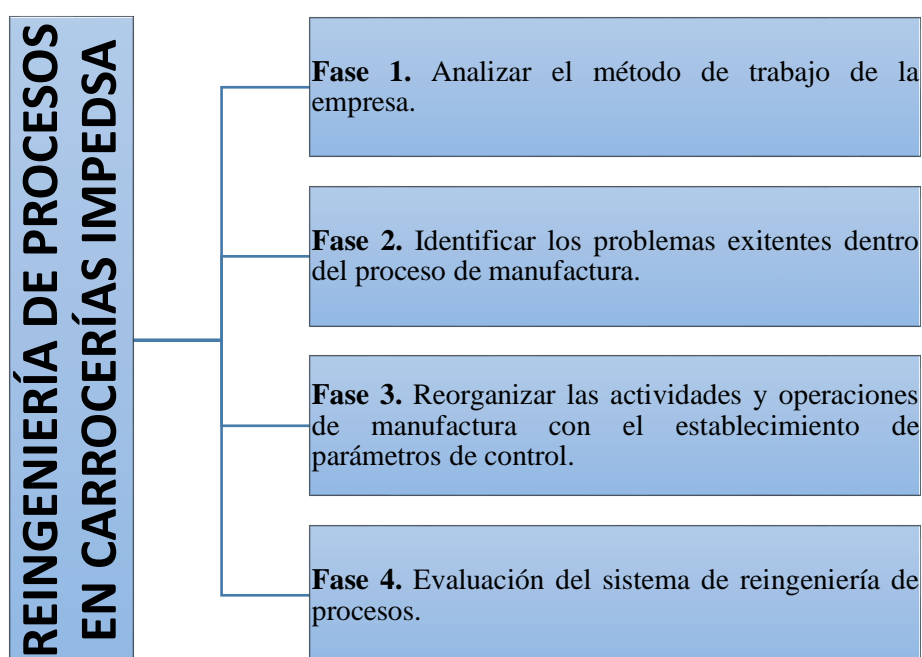 REINGENIERÍA DE PROCESOS
EN CARROCERÍAS IMPEDSA
Fase 1. Analizar el método de trabajo de la
empresa.
Fase 2. Identificar los problemas exitentes dentro
del proceso de manufactura.
Fase 3. Reorganizar las actividades y operaciones
de manufactura con el establecimiento de
parámetros de control.
Fase 4. Evaluación del sistema de reingeniería de
procesos.